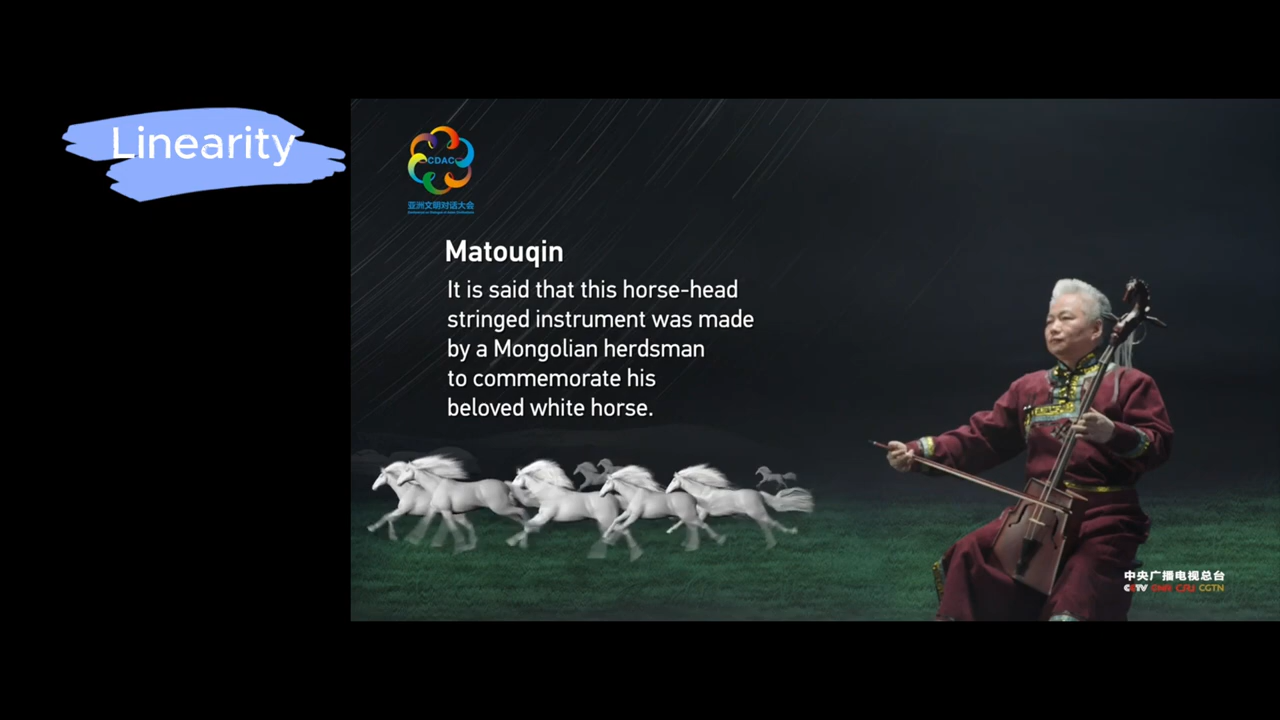 Linearity
CDAC
亚洲文明对话大会
Matouqin
It is said that this horse-head
stringed instrument was made
by a Mongolian herdsman
to commemorate his
beloved white horse.
中央广播电视总台
CCTV CNR CRI CGTN